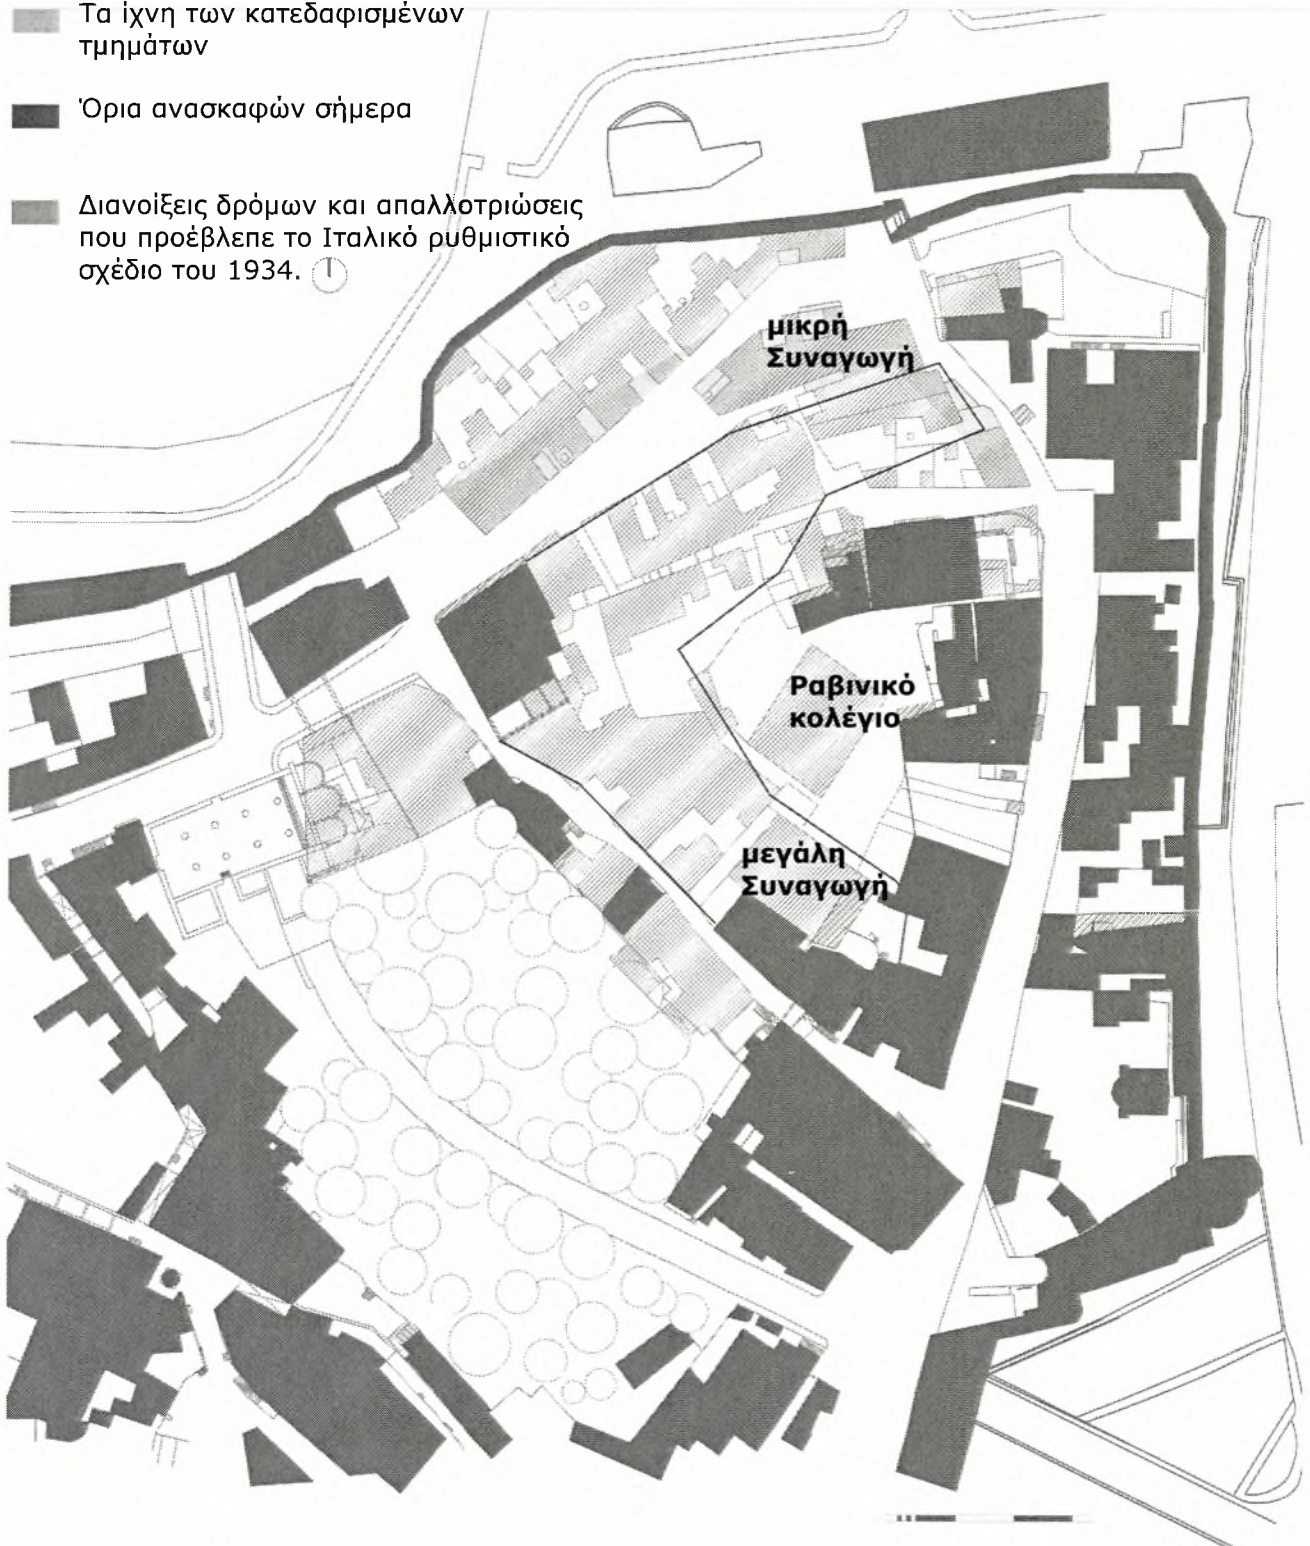 Τα ίχνη των κατεδαφισμένων
τμημάτων
Όρια ανασκαφών σήμερα
Διανοίξεις δρόμων και απαλλοτριώσεις
που προέβλεπε το Ιταλικό ρυθμιστικό
σχέδιο του 1934.
μικρή
Συναγωγή
Ραβινικό
κολέγιο
μεγάλη
Συναγωγή